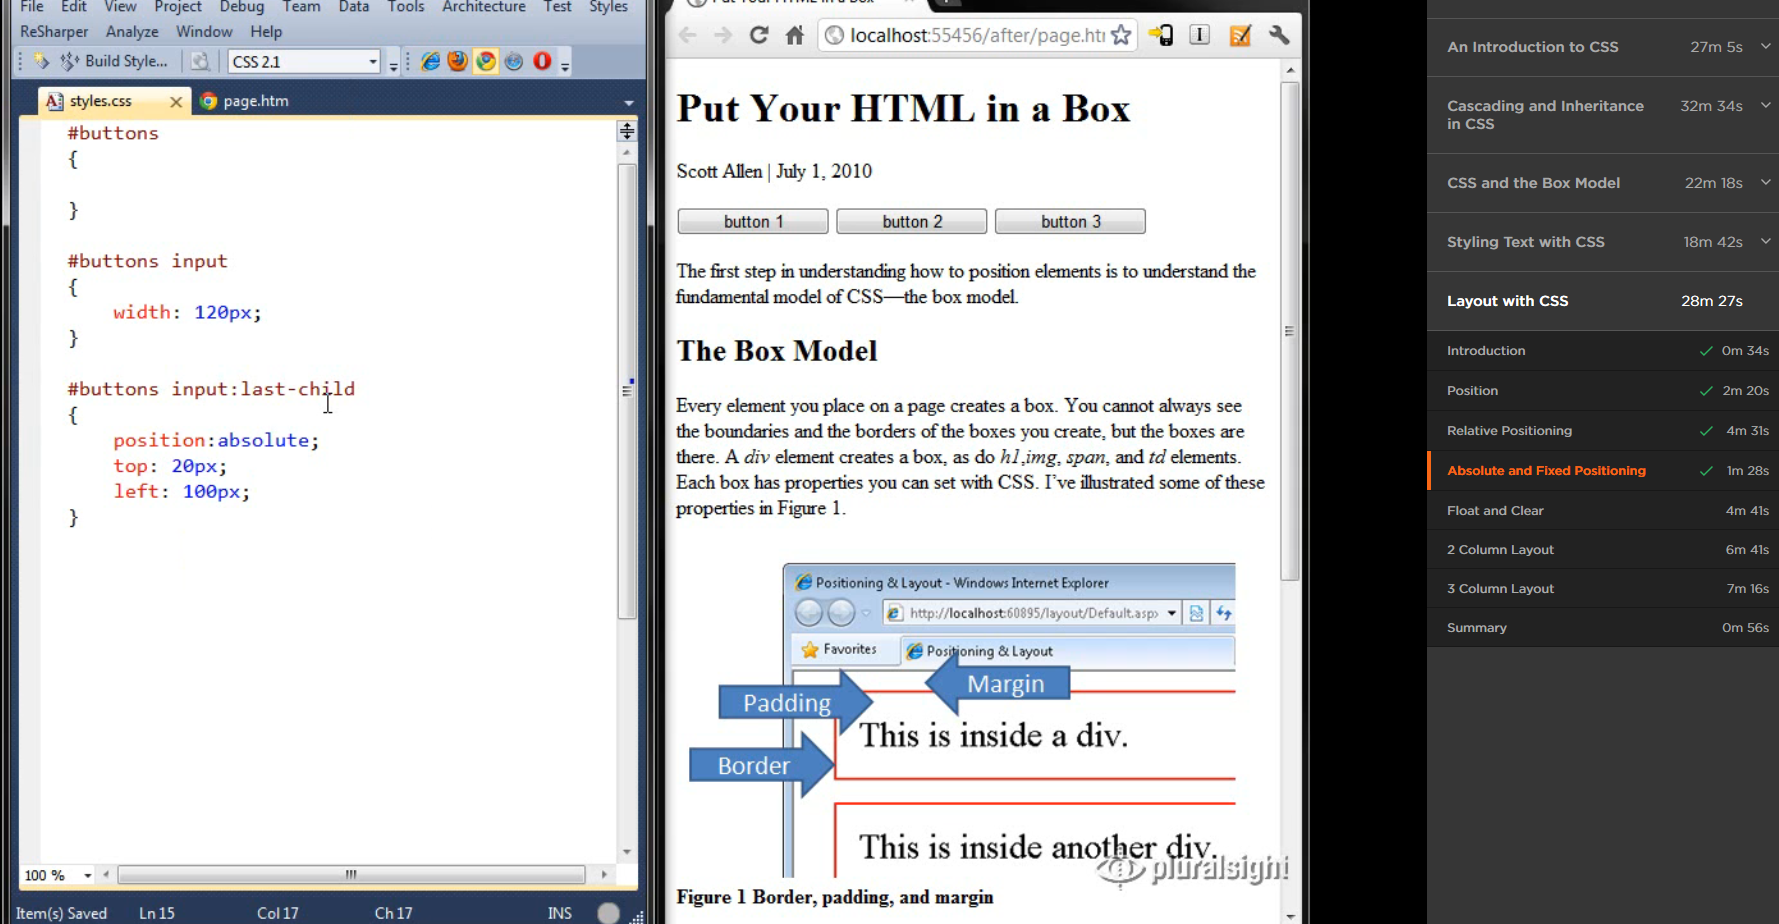 File Edit View Project Debug Team Data Tools Architecture Test Styles
ReSharper Analyze Window Help
Build Style... CSS 2.1
styles.css page.htm
#buttons
{
}
#buttons input
{
width: 120px;
}
#buttons input:last-child
{
position:absolute;
top: 20px;
left: 100px;
}
100 %
Item(s) Saved Ln 15 Col 17 Ch 17 INS
localhost:55456/after/page.htm
Put Your HTML in a Box
Scott Allen | July 1, 2010
button 1 button 2 button 3
The first step in understanding how to position elements is to understand the
fundamental model of CSS—the box model.
The Box Model
Every element you place on a page creates a box. You cannot always see
the boundaries and the borders of the boxes you create, but the boxes are
there. A div element creates a box, as do h1,img, span, and td elements.
Each box has properties you can set with CSS. I've illustrated some of these
properties in Figure 1.
Positioning & Layout - Windows Internet Explorer
http://localhost:60895/layout/Default.asp
Favorites Positioning & Layout
Margin
Padding
This is inside a div.
Border
This is inside another div.
pluralsight
Figure 1 Border, padding, and margin
An Introduction to CSS 27m 5s
Cascading and Inheritance
in CSS 32m 34s
CSS and the Box Model 22m 18s
Styling Text with CSS 18m 42s
Layout with CSS 28m 27s
Introduction 0m 34s
Position 2m 20s
Relative Positioning 4m 31s
Absolute and Fixed Positioning 1m 28s
Float and Clear 4m 41s
2 Column Layout 6m 41s
3 Column Layout 7m 16s
Summary 0m 56s